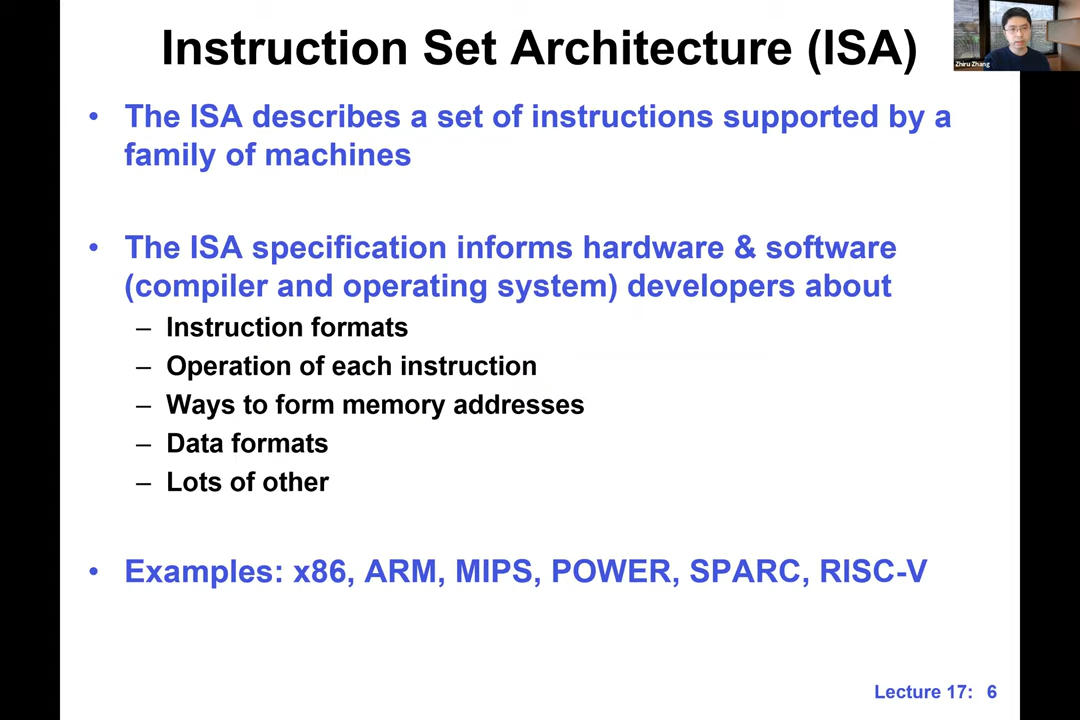 Instruction Set Architecture (ISA)
Zhiru Zhang
• The ISA describes a set of instructions supported by a
family of machines
• The ISA specification informs hardware & software
(compiler and operating system) developers about
– Instruction formats
– Operation of each instruction
– Ways to form memory addresses
– Data formats
– Lots of other
• Examples: x86, ARM, MIPS, POWER, SPARC, RISC-V
Lecture 17: 6